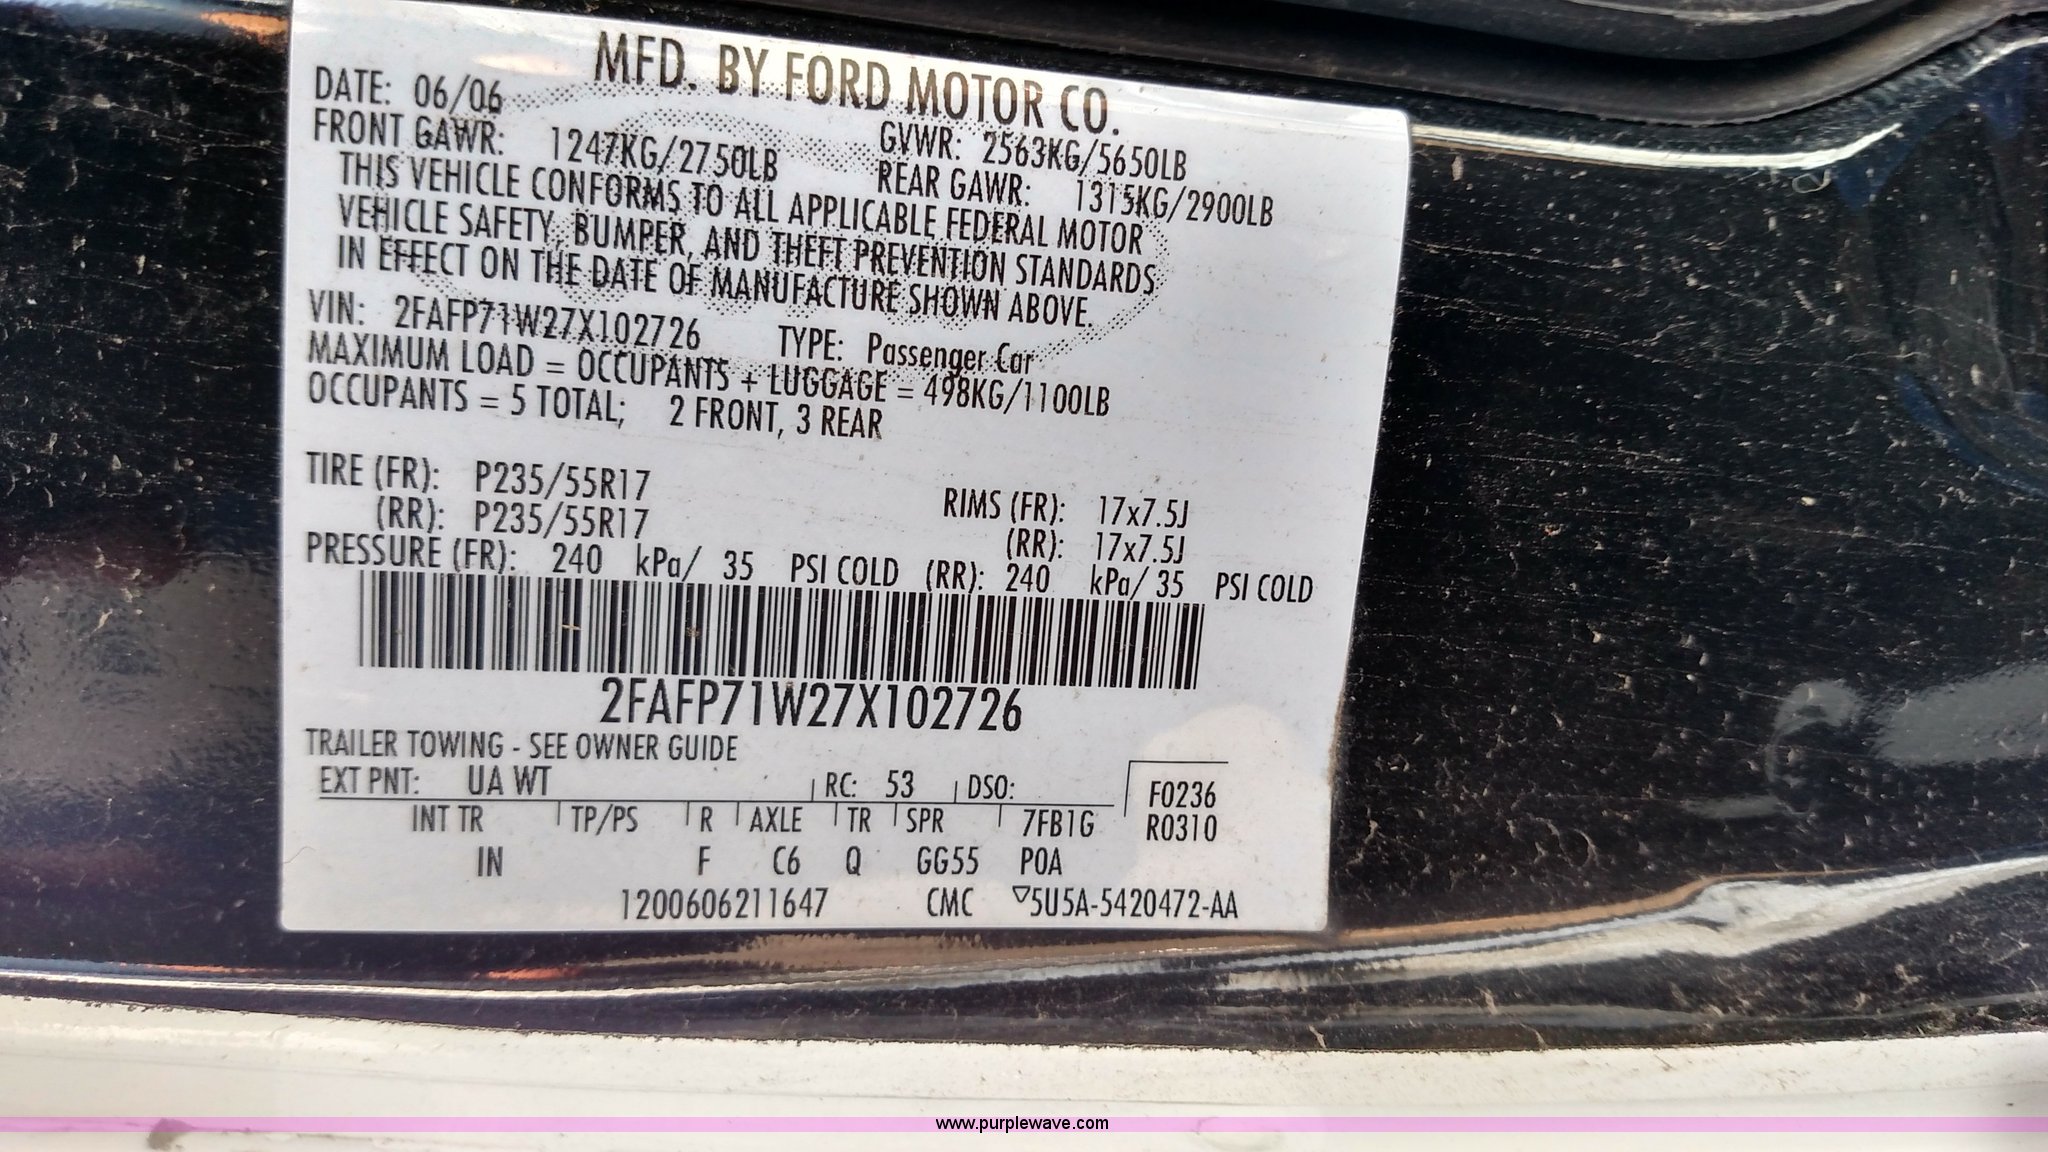 MFD. BY FORD MOTOR CO.
DATE: 06/06
GVWR: 2563KG/5650LB
FRONT GAWR: 1247KG/2750LB
REAR GAWR: 1315KG/2900LB
THIS VEHICLE CONFORMS TO ALL APPLICABLE FEDERAL MOTOR
VEHICLE SAFETY, BUMPER, AND THEFT PREVENTION STANDARDS
IN EFFECT ON THE DATE OF MANUFACTURE SHOWN ABOVE.
VIN: 2FAFP71W27X102726 TYPE: Passenger Car
MAXIMUM LOAD = OCCUPANTS + LUGGAGE = 498KG/1100LB
OCCUPANTS = 5 TOTAL; 2 FRONT, 3 REAR
TIRE (FR): P235/55R17 RIMS (FR): 17x7.5J
(RR): P235/55R17 (RR): 17x7.5J
PRESSURE (FR): 240 kPa/ 35 PSI COLD (RR): 240 kPa/ 35 PSI COLD
2FAFP71W27X102726
TRAILER TOWING - SEE OWNER GUIDE
EXT PNT: UA WT RC: 53 DSO: F0236
INT TR TP/PS R AXLE TR SPR 7FB1G R0310
IN F C6 Q GG55 POA
1200606211647 CMC ▽5U5A-5420472-AA
www.purplewave.com